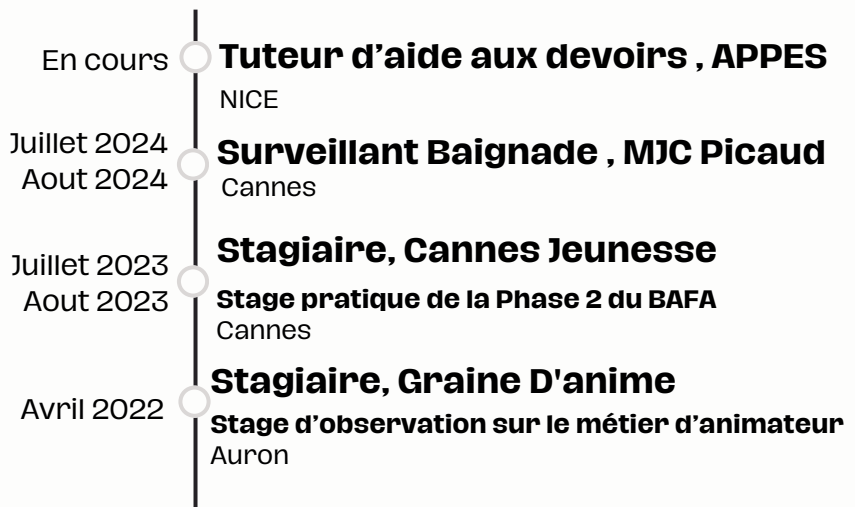 En cours
Tuteur d'aide aux devoirs , APPES
NICE
Juillet 2024
Aout 2024
Surveillant Baignade , MJC Picaud
Cannes
Juillet 2023
Aout 2023
Stagiaire, Cannes Jeunesse
Stage pratique de la Phase 2 du BAFA
Cannes
Avril 2022
Stagiaire, Graine D'anime
Stage d'observation sur le métier d'animateur
Auron